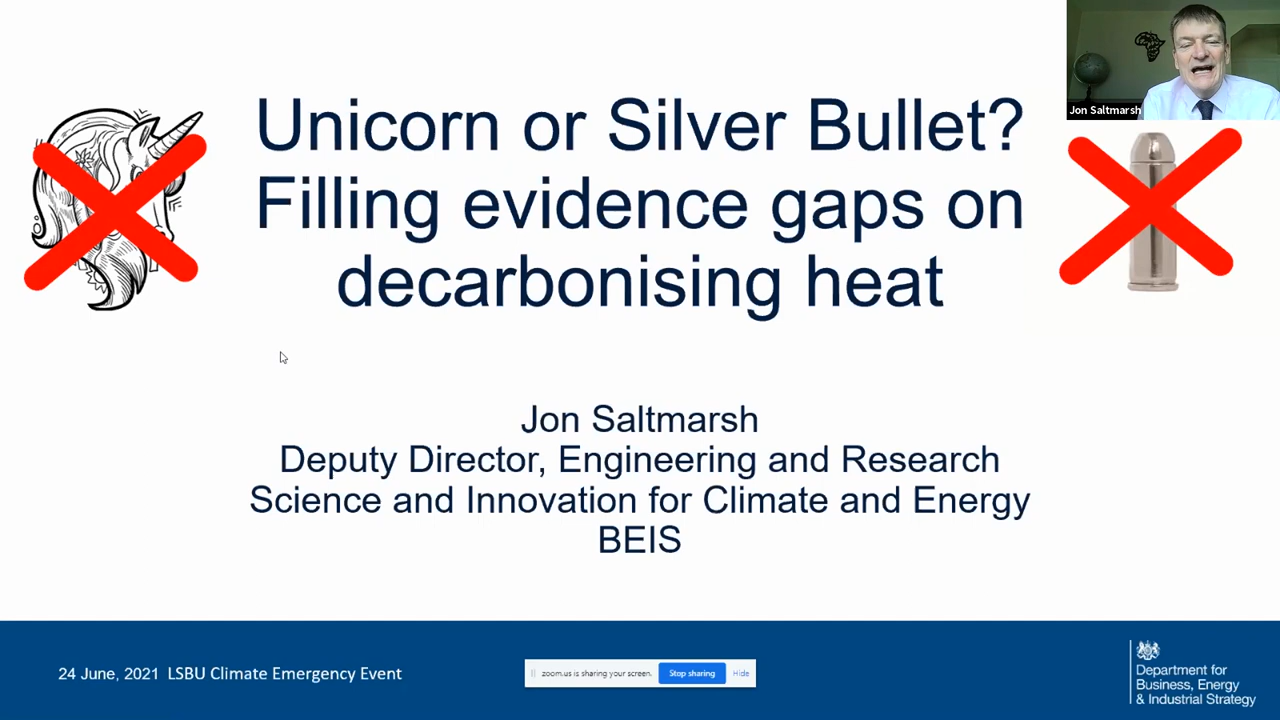 Jon Saltmarsh
Unicorn or Silver Bullet?
Filling evidence gaps on
decarbonising heat
Jon Saltmarsh
Deputy Director, Engineering and Research
Science and Innovation for Climate and Energy
BEIS
24 June, 2021 LSBU Climate Emergency Event
zoom.us is sharing your screen. Stop sharing Hide
Department for
Business, Energy
& Industrial Strategy